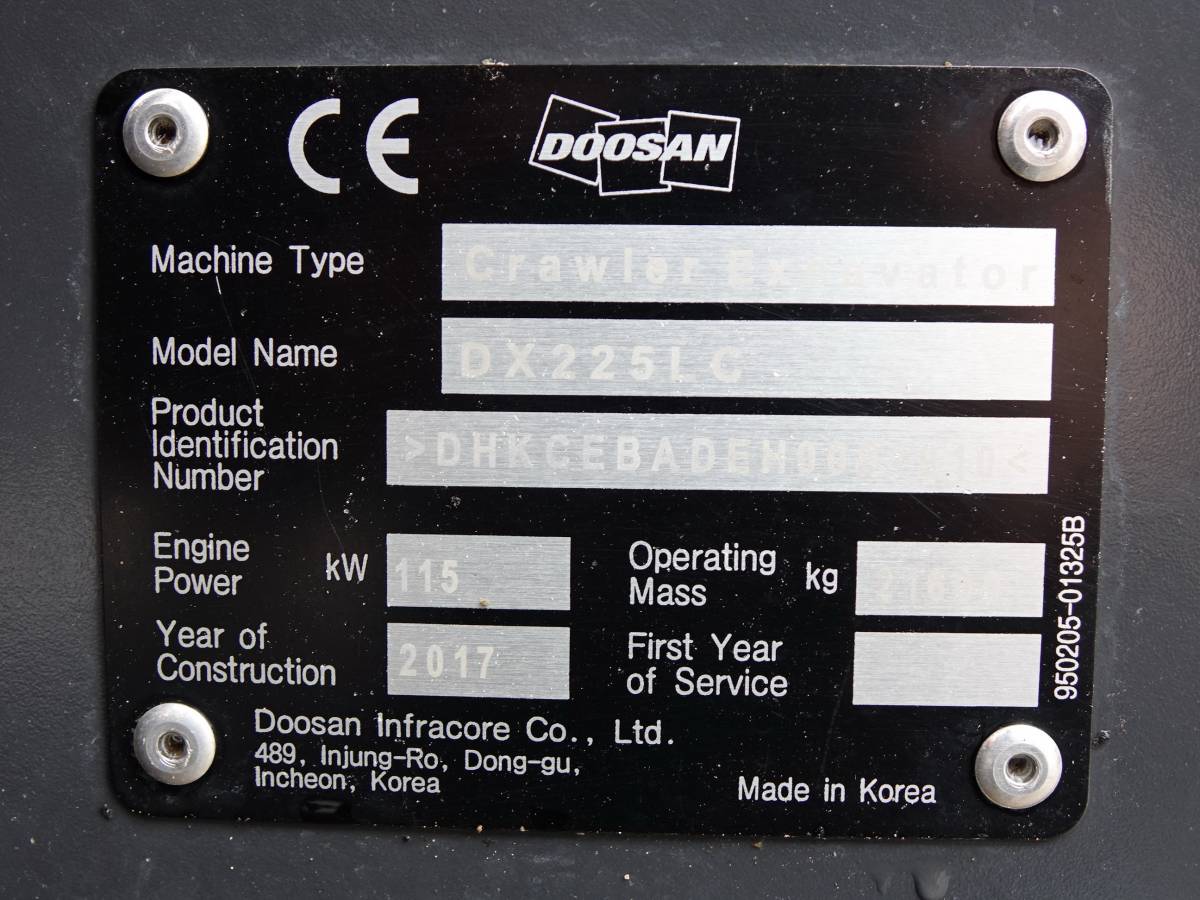 CE
DOOSAN
Machine Type Crawler Excavator
Model Name DX225LC
Product
Identification
Number
Engine
Power kW 115
Operating
Mass kg
Year of
Construction 2017
First Year
of Service
950205-01325B
Doosan Infracore Co., Ltd.
489, Injung-Ro, Dong-gu,
Incheon, Korea
Made in Korea